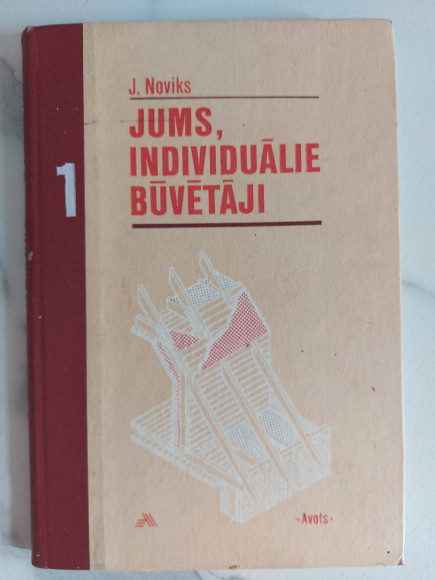 J. Noviks
JUMS,
INDIVIDUĀLIE
BŪVĒTĀJI
1
«Avots»